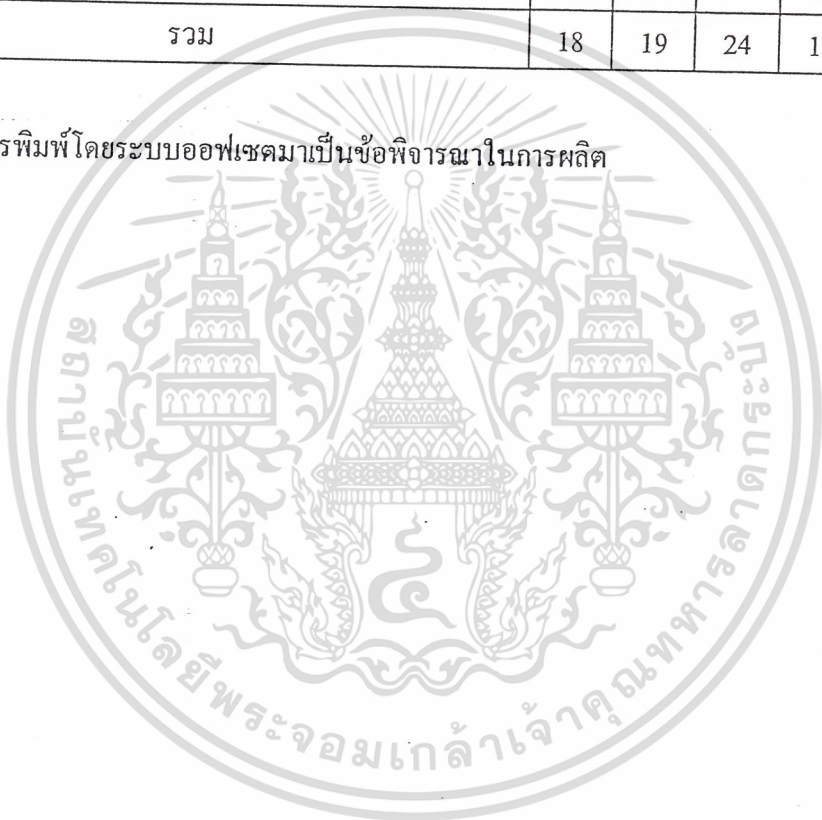 รวม 18 19 24 1
รพิมพ์โดยระบบออฟเซตมาเป็นข้อพิจารณาในการผลิต
สถาบันเทคโนโลยีพระจอมเกล้าเจ้าคุณทหารลาดกระบัง
๔